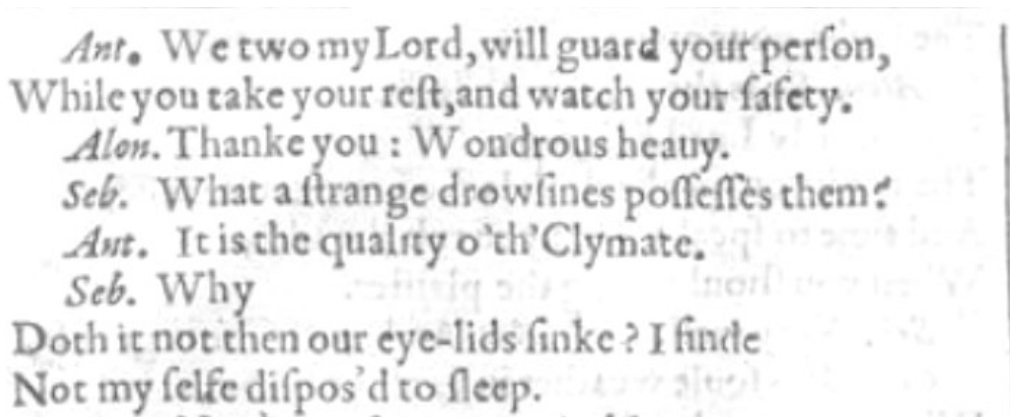 Ant. We two my Lord, will guard your perſon,
While you take your reſt, and watch your ſafety.
Alon. Thanke you : Wondrous heauy.
Seb. What a ſtrange drowſines poſſeſſes them?
Ant. It is the quality o'th'Clymate.
Seb. Why
Doth it not then our eye-lids ſinke ? I finde
Not my ſelfe diſpos'd to ſleep.